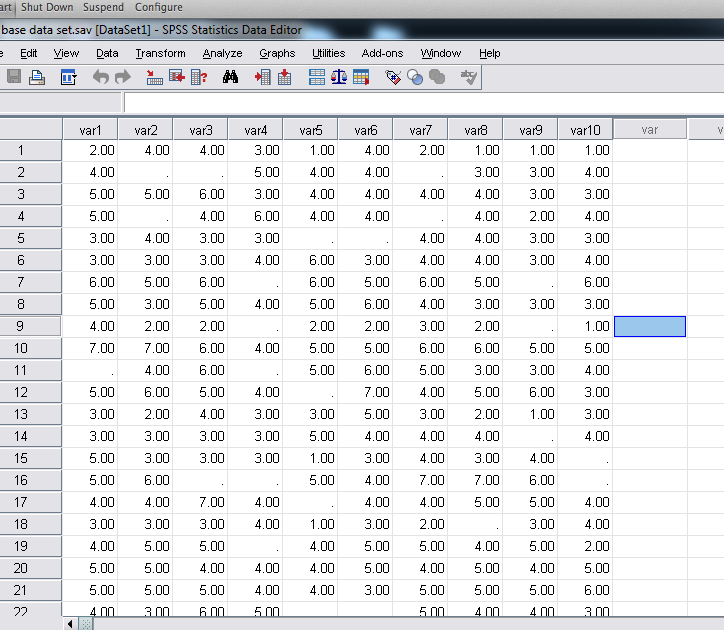 art Shut Down Suspend Configure
base data set.sav [DataSet1] - SPSS Statistics Data Editor
e Edit View Data Transform Analyze Graphs Utilities Add-ons Window Help
var1 var2 var3 var4 var5 var6 var7 var8 var9 var10 var v
1 2.00 4.00 4.00 3.00 1.00 4.00 2.00 1.00 1.00 1.00
2 4.00 . . 5.00 4.00 4.00 . 3.00 3.00 4.00
3 5.00 5.00 6.00 3.00 4.00 4.00 4.00 4.00 3.00 3.00
4 5.00 . 4.00 6.00 4.00 4.00 . 4.00 2.00 4.00
5 3.00 4.00 3.00 3.00 . . 4.00 4.00 3.00 3.00
6 3.00 3.00 3.00 4.00 6.00 3.00 4.00 4.00 3.00 4.00
7 6.00 5.00 6.00 . 6.00 5.00 6.00 5.00 . 6.00
8 5.00 3.00 5.00 4.00 5.00 6.00 4.00 3.00 3.00 3.00
9 4.00 2.00 2.00 . 2.00 2.00 3.00 2.00 . 1.00
10 7.00 7.00 6.00 4.00 5.00 5.00 6.00 6.00 5.00 5.00
11 . 4.00 6.00 . 5.00 6.00 5.00 3.00 3.00 4.00
12 5.00 6.00 5.00 4.00 . 7.00 4.00 5.00 6.00 3.00
13 3.00 2.00 4.00 3.00 3.00 5.00 3.00 2.00 1.00 3.00
14 3.00 3.00 3.00 3.00 5.00 4.00 4.00 4.00 . 4.00
15 5.00 3.00 3.00 3.00 1.00 3.00 4.00 3.00 4.00 .
16 5.00 6.00 . . 5.00 4.00 7.00 7.00 6.00 .
17 4.00 4.00 7.00 4.00 . 4.00 4.00 5.00 5.00 4.00
18 3.00 3.00 3.00 4.00 1.00 3.00 2.00 . 3.00 4.00
19 4.00 5.00 5.00 . 4.00 5.00 5.00 4.00 5.00 2.00
20 5.00 5.00 4.00 4.00 4.00 5.00 4.00 5.00 4.00 5.00
21 5.00 5.00 5.00 4.00 4.00 3.00 5.00 5.00 5.00 6.00
22 4.00 3.00 6.00 5.00 5.00 4.00 4.00 3.00